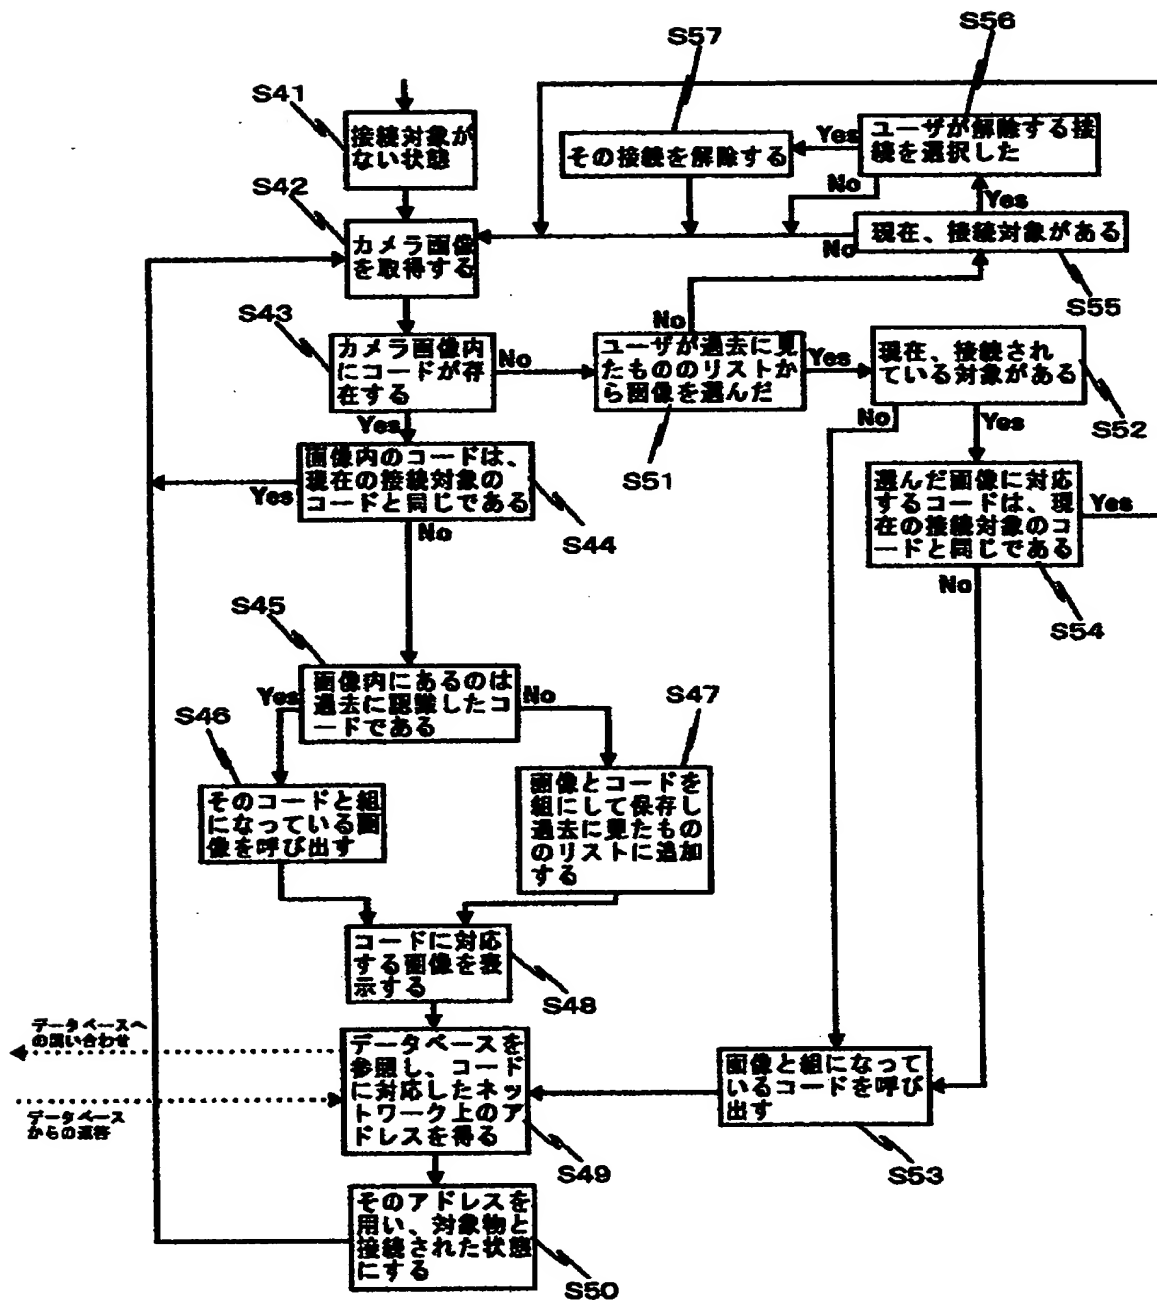 S57
S56
S41
接続対象が
ない状態
その接続を解除する
Yes
ユーザが解除する接
続を選択した
No
Yes
S42
カメラ画像
を取得する
現在、接続対象がある
No
S55
S43
カメラ画像内
にコードが存
在する
No
Yes
No
ユーザが過去に見
たもののリストか
ら画像を選んだ
Yes
S51
現在、接続され
ている対象がある
No
Yes
S52
画像内のコードは、
現在の接続対象の
コードと同じである
Yes
No
S44
選んだ画像に対応
するコードは、現
在の接続対象のコ
ードと同じである
Yes
No
S54
S45
画像内にあるのは
過去に認識したコ
ードである
Yes
No
S46
そのコードと組
になっている画
像を呼び出す
S47
画像とコードを
組にして保存し
過去に見たもの
のリストに追加
する
コードに対応
する画像を表
示する
S48
データベースへ
の問い合わせ
データベース
からの返答
データベースを
参照し、コード
に対応したネッ
トワーク上のア
ドレスを得る
S49
画像と組になって
いるコードを呼び
出す
S53
そのアドレスを
用い、対象物と
接続された状態
にする
S50